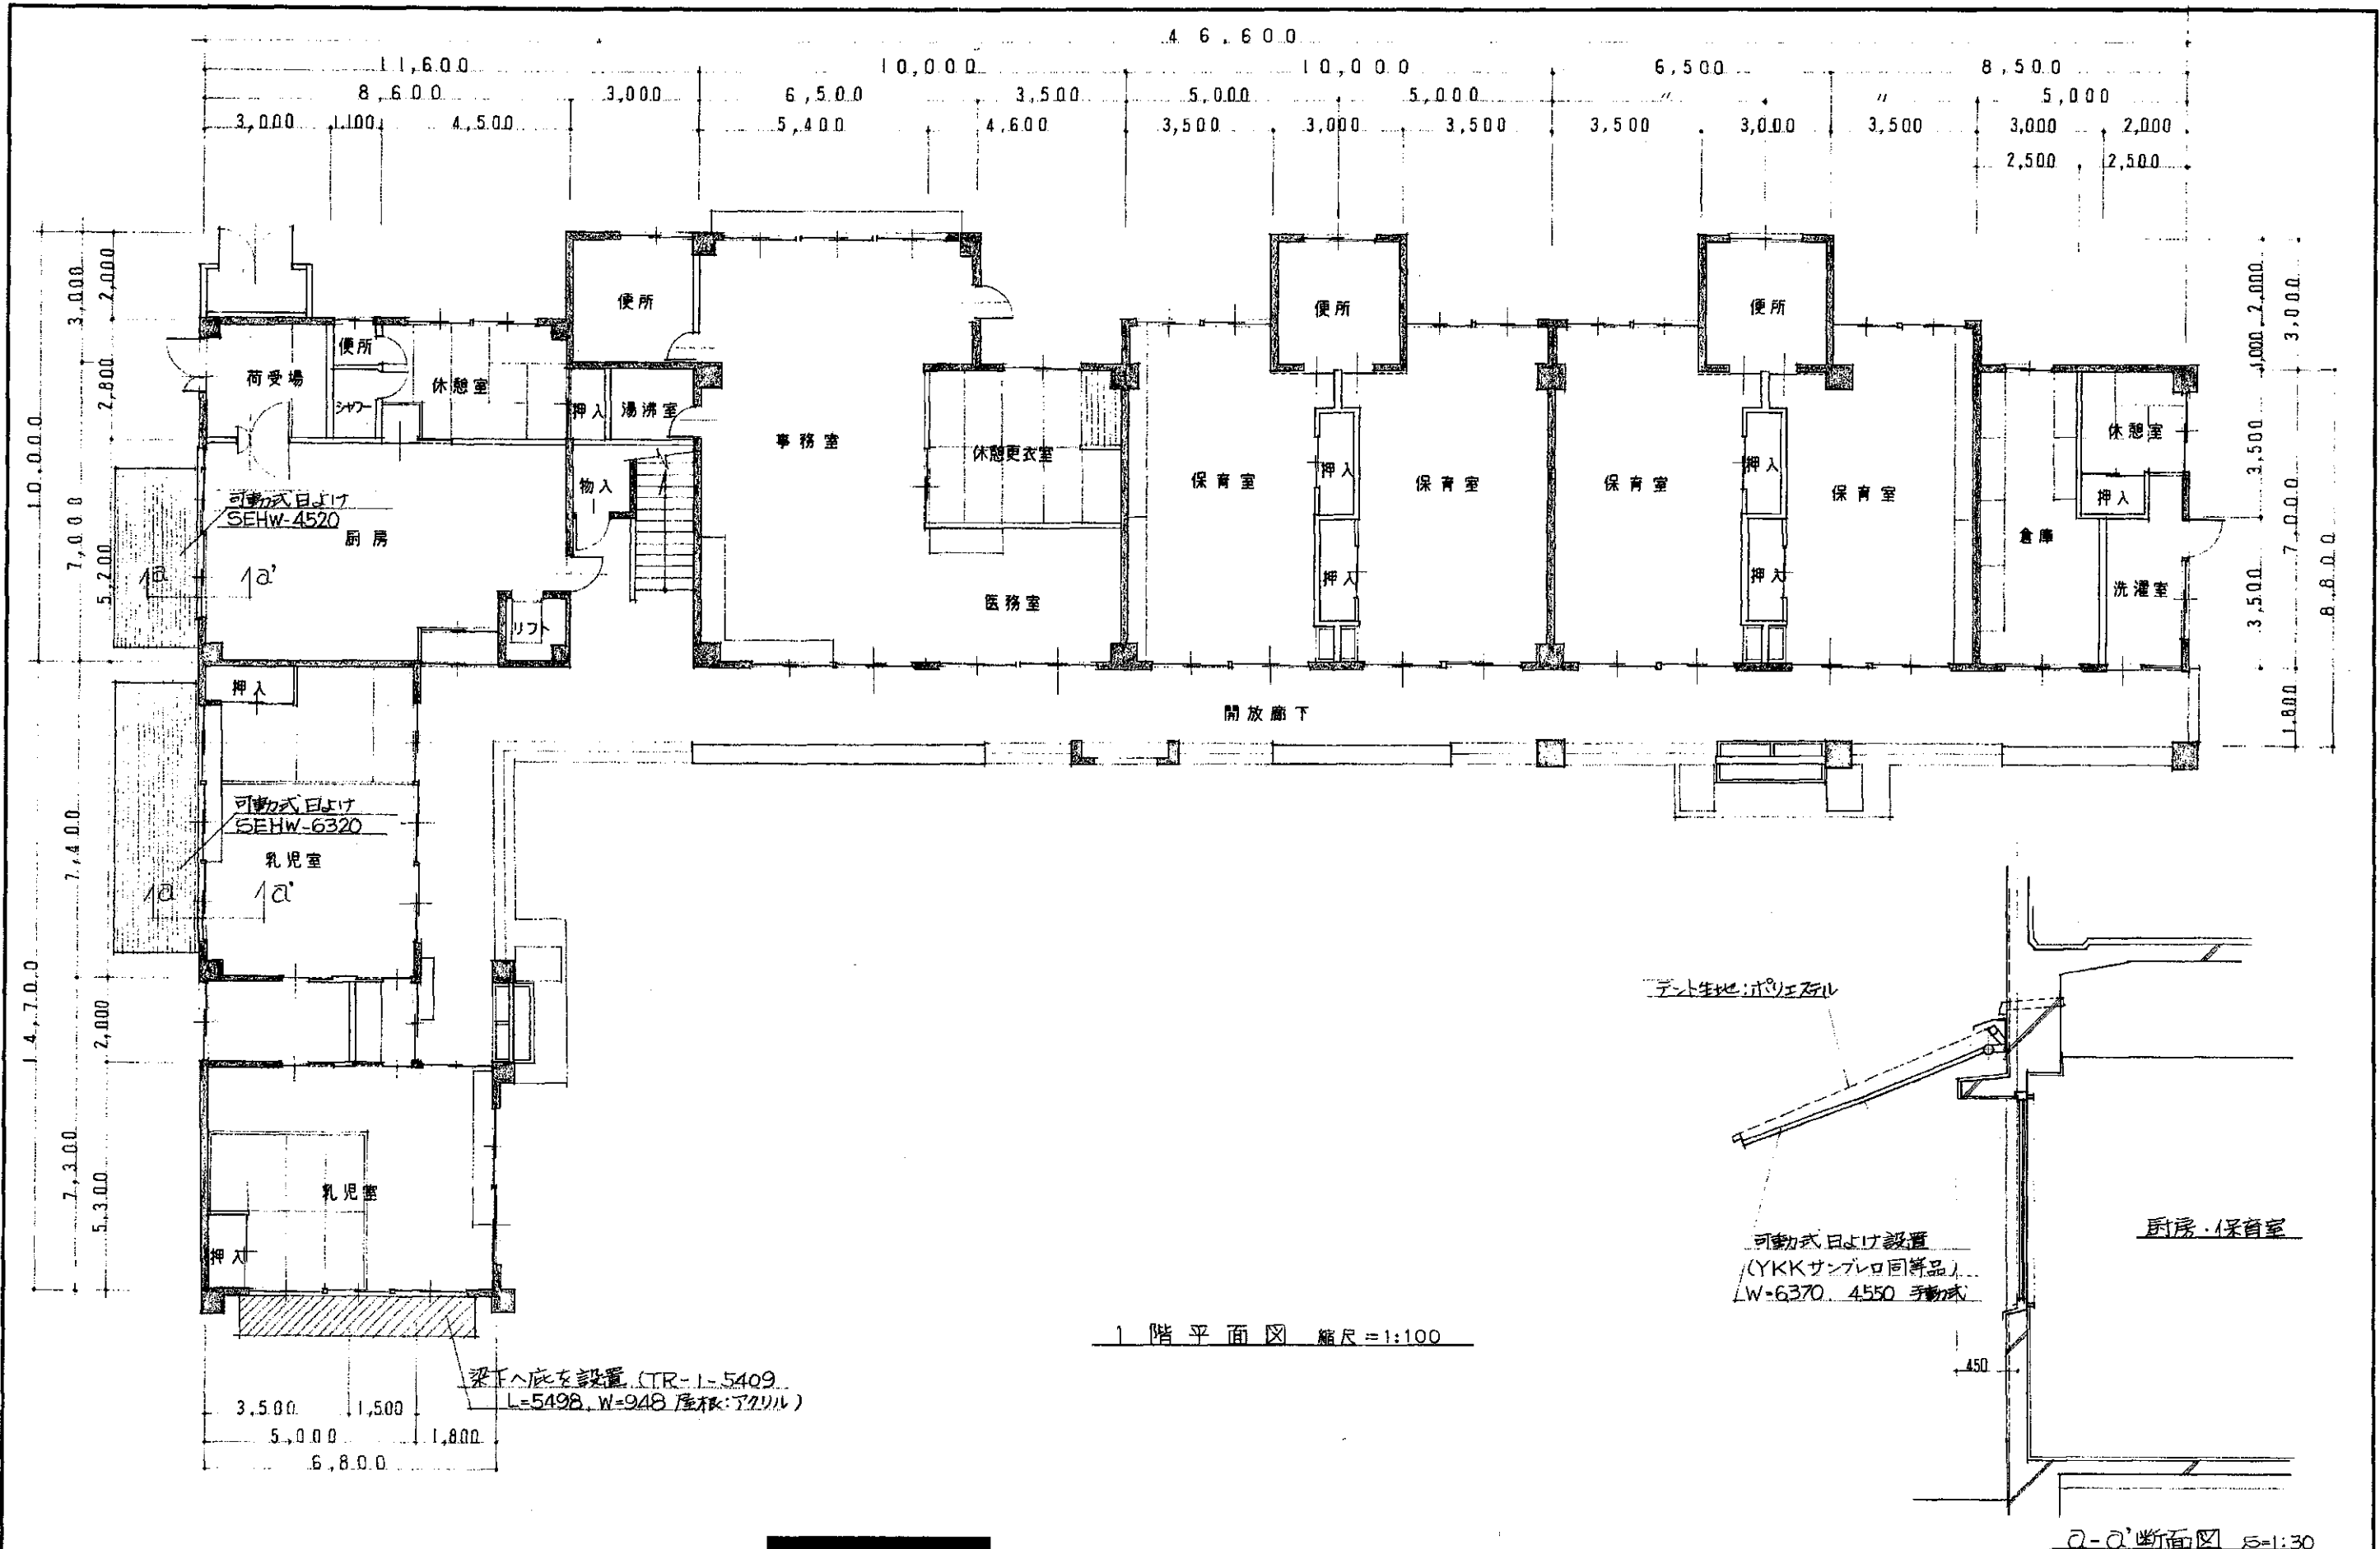 46,600
11,600 10,000 10,000 6,500 8,500
8,600 3,000 6,500 3,500 5,000 5,000 〃 〃 5,000
3,000 1,100 4,500 5,400 4,600 3,500 3,000 3,500 3,500 3,000 3,500 3,000 2,000
2,500 2,500
10,000
3,000
7,000
2,000
2,800
5,200
14,700
7,400
7,300
2,000
5,300
2,000
1,000
3,500
3,500
3,000
7,000
1,800
8,800
便所
便所
便所
便所
荷受場
シャワー
休憩室
押入
湯沸室
事務室
休憩更衣室
物入
保育室
押入
保育室
保育室
押入
保育室
休憩室
押入
倉庫
洗濯室
可動式日よけ
SEHW-4520
厨房
a a'
リフト
医務室
押入
押入
開放廊下
押入
可動式日よけ
SEHW-6320
乳児室
a a'
乳児室
押入
梁下へ庇を設置 (TR-1-5409
L=5498, W=948 屋根:アクリル)
3,500 1,500
5,000 1,800
6,800
1階平面図 縮尺=1:100
テント生地:ポリエステル
可動式日よけ設置
(YKKサンブレロ同等品)
W=6370. 4550 手動式
厨房・保育室
450
a-a'断面図 S=1:30